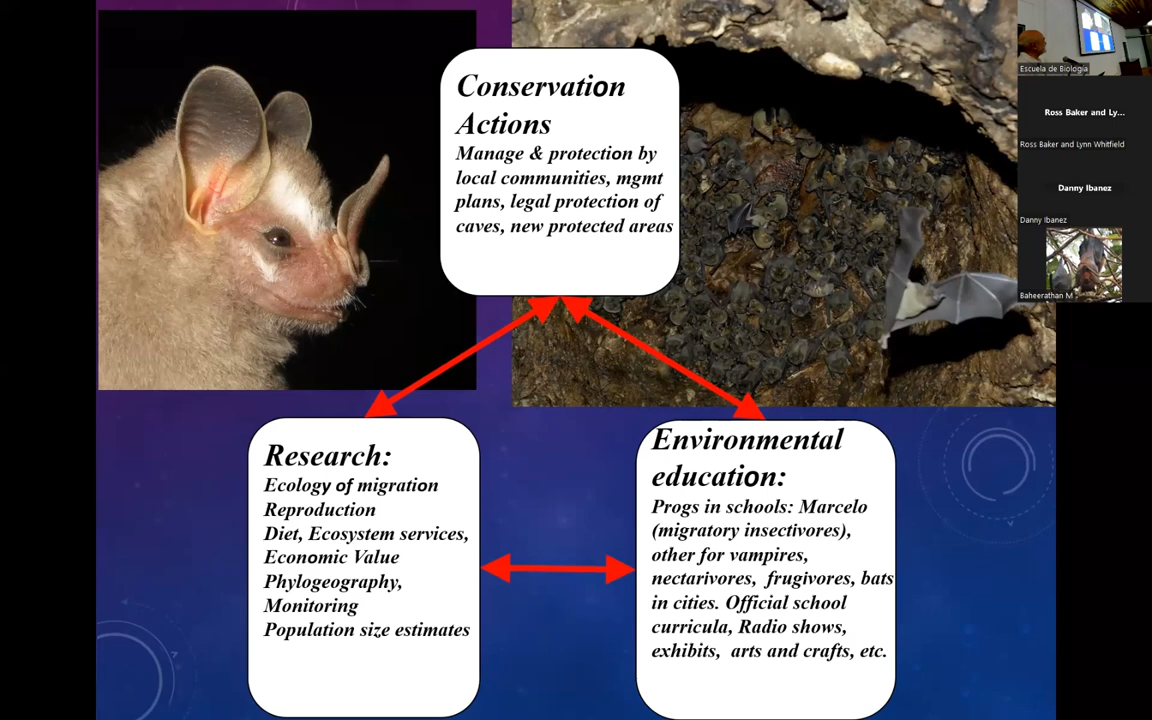 Conservation
Actions
Manage & protection by
local communities, mgmt
plans, legal protection of
caves, new protected areas
Research:
Ecology of migration
Reproduction
Diet, Ecosystem services,
Economic Value
Phylogeography,
Monitoring
Population size estimates
Environmental
education:
Progs in schools: Marcelo
(migratory insectivores),
other for vampires,
nectarivores, frugivores, bats
in cities. Official school
curricula, Radio shows,
exhibits, arts and crafts, etc.
Escuela de Biología
Ross Baker and Ly...
Ross Baker and Lynn Whitfield
Danny Ibanez
Danny Ibanez
Baheerathan M